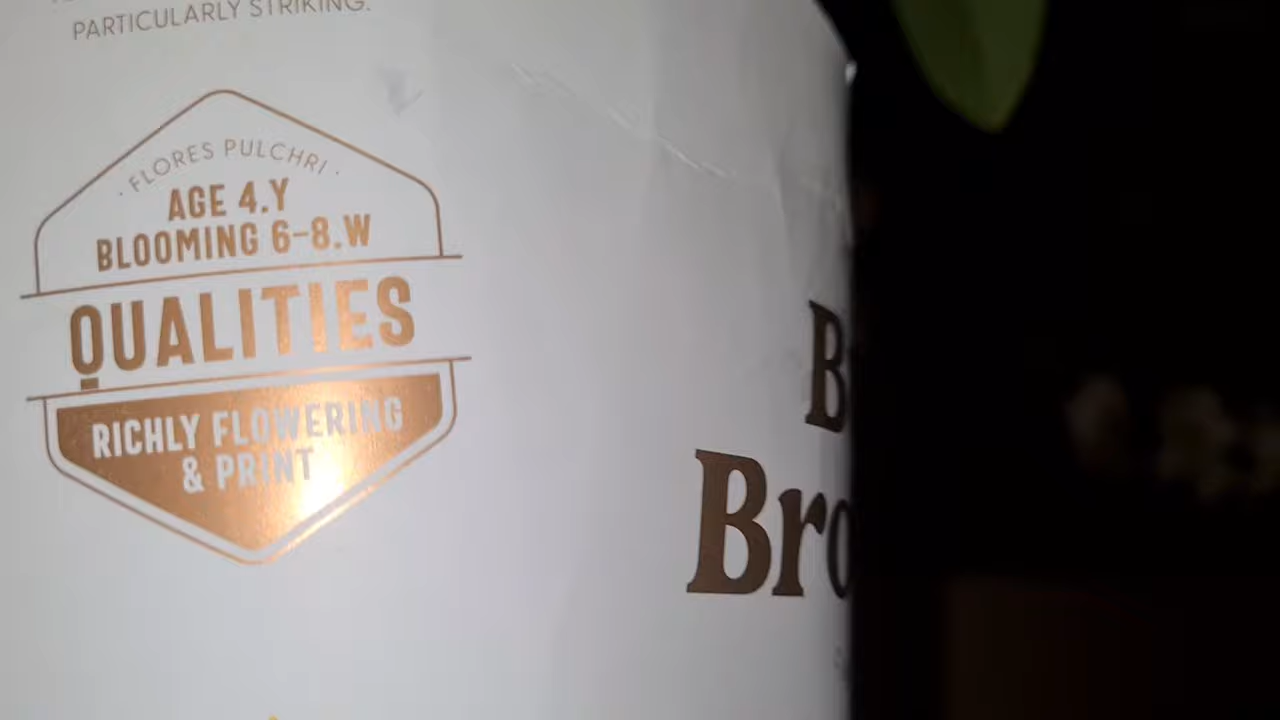 PARTICULARLY STRIKING.
· FLORES PULCHRI ·
AGE 4.Y
BLOOMING 6-8.W
QUALITIES
RICHLY FLOWERING
& PRINT
B
Bro